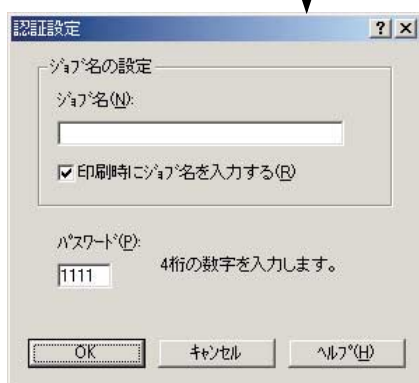 認証設定
ｼﾞｮﾌﾞ名の設定
ｼﾞｮﾌﾞ名(N):
印刷時にｼﾞｮﾌﾞ名を入力する(R)
ﾊﾟｽﾜｰﾄﾞ(P):
1111 4桁の数字を入力します。
OK ｷｬﾝｾﾙ ﾍﾙﾌﾟ(H)